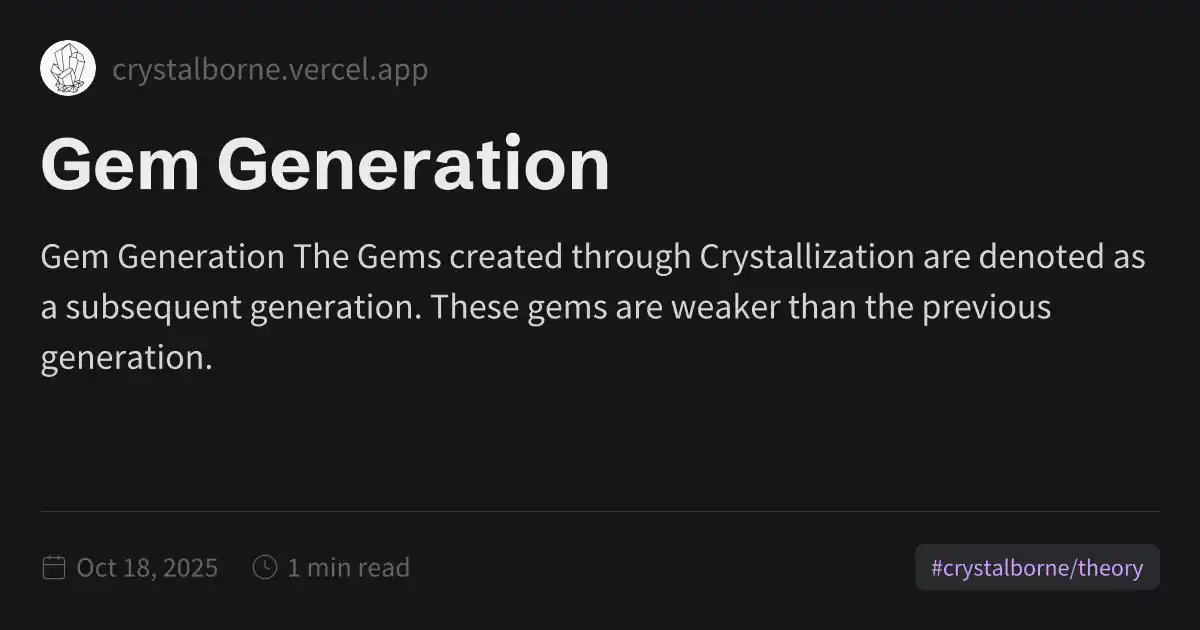 crystalborne.vercel.app
Gem Generation
Gem Generation The Gems created through Crystallization are denoted as
a subsequent generation. These gems are weaker than the previous
generation.
Oct 18, 2025
1 min read
#crystalborne/theory